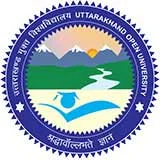 उत्तराखण्ड मुक्त विश्वविद्यालय
UTTARAKHAND OPEN UNIVERSITY
श्रद्धावाँल्लभते ज्ञान